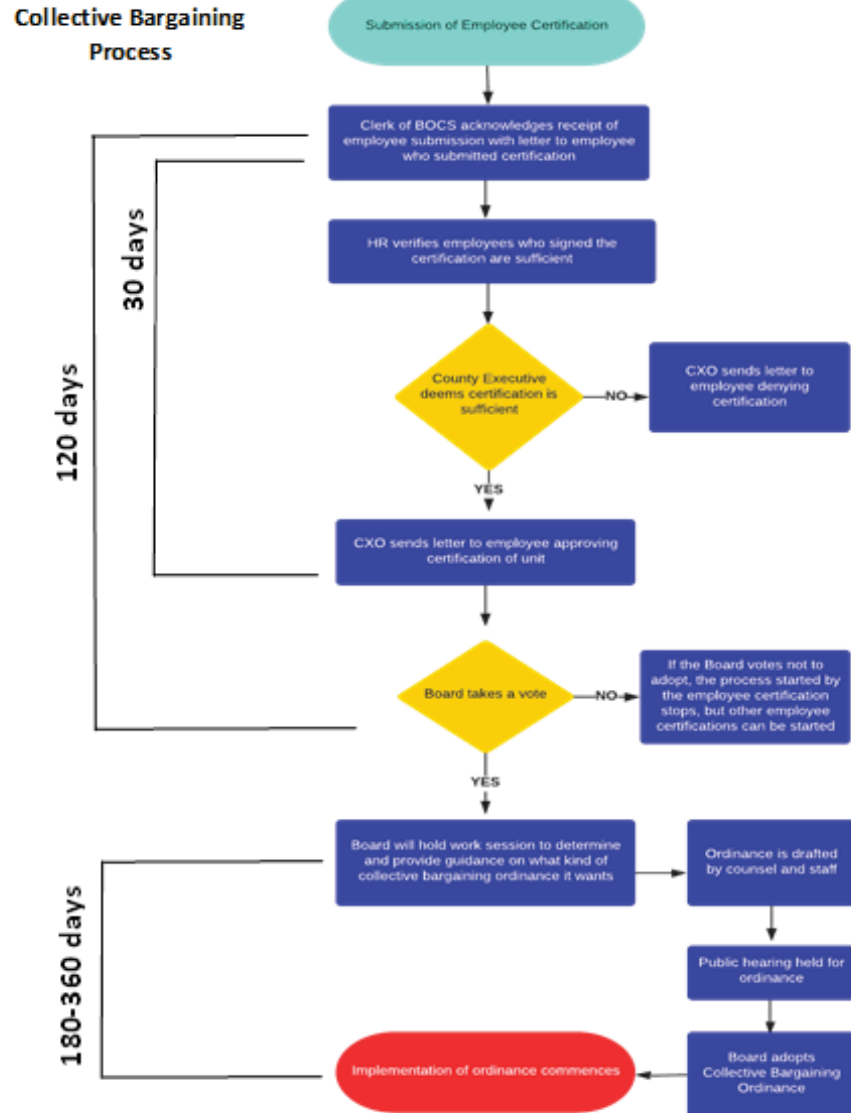 Collective Bargaining
Process
Submission of Employee Certification
Clerk of BOCS acknowledges receipt of
employee submission with letter to employee
who submitted certification
HR verifies employees who signed the
certification are sufficient
30 days
120 days
County Executive
deems certification is
sufficient
NO
CXO sends letter to
employee denying
certification
YES
CXO sends letter to employee approving
certification of unit
Board takes a vote
NO
If the Board votes not to
adopt, the process started by
the employee certification
stops, but other employee
certifications can be started
YES
Board will hold work session to determine
and provide guidance on what kind of
collective bargaining ordinance it wants
Ordinance is drafted
by counsel and staff
Public hearing held for
ordinance
Board adopts
Collective Bargaining
Ordinance
Implementation of ordinance commences
180-360 days